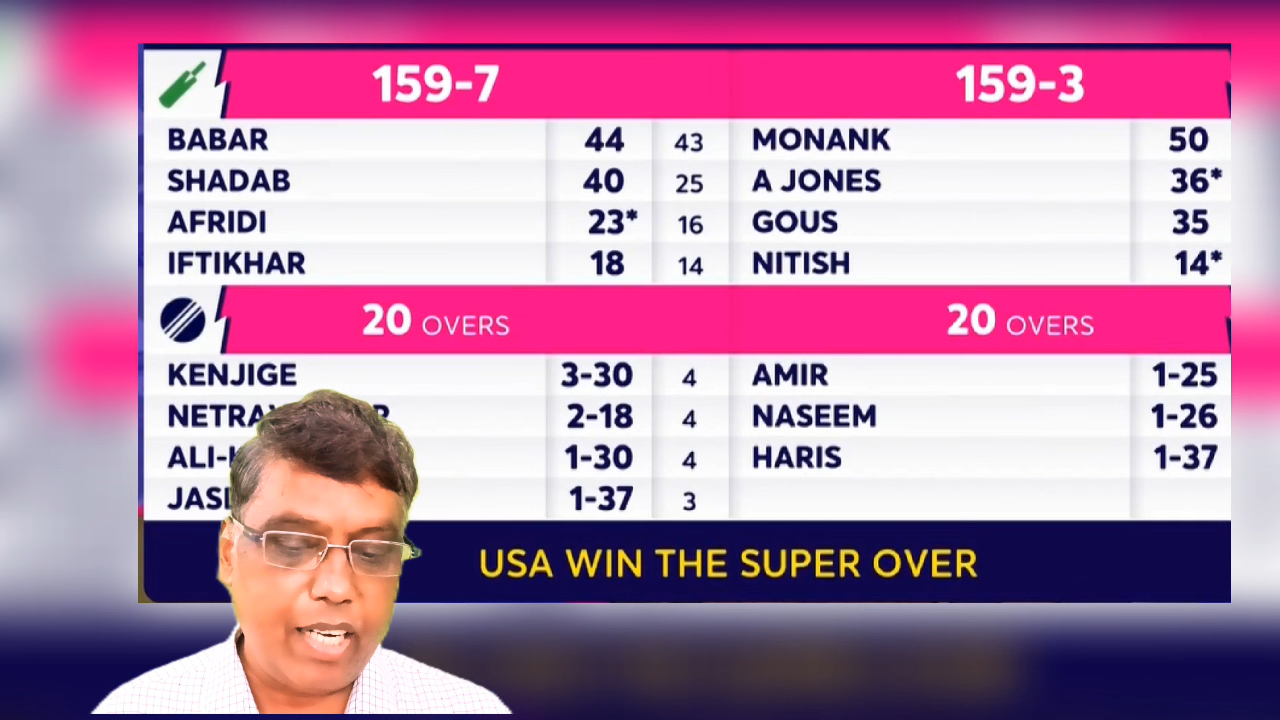 159-7 159-3
BABAR 44 43 MONANK 50
SHADAB 40 25 A JONES 36*
AFRIDI 23* 16 GOUS 35
IFTIKHAR 18 14 NITISH 14*
20 OVERS 20 OVERS
KENJIGE 3-30 4 AMIR 1-25
2-18 4 NASEEM 1-26
1-30 4 HARIS 1-37
1-37 3
USA WIN THE SUPER OVER